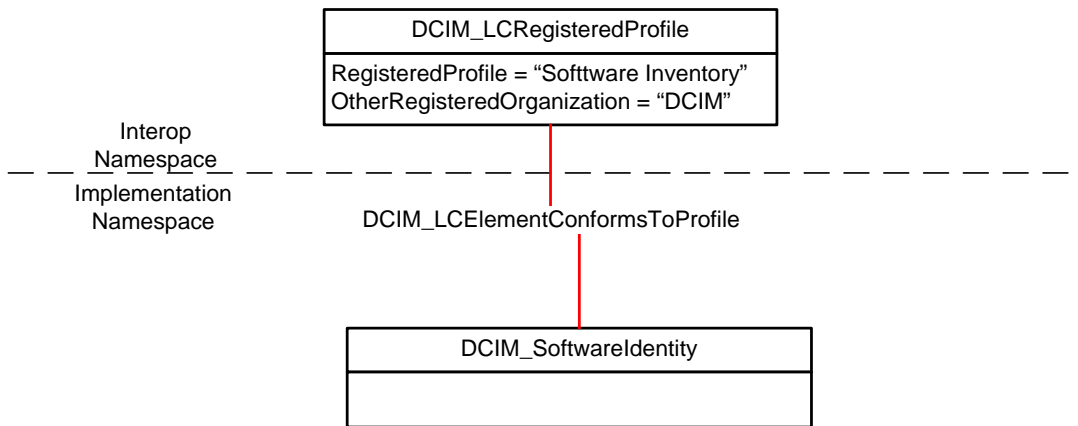 DCIM_LCRegisteredProfile
RegisteredProfile = “Softtware Inventory”
OtherRegisteredOrganization = “DCIM”
Interop
Namespace
Implementation
Namespace
DCIM_LCElementConformsToProfile
DCIM_SoftwareIdentity